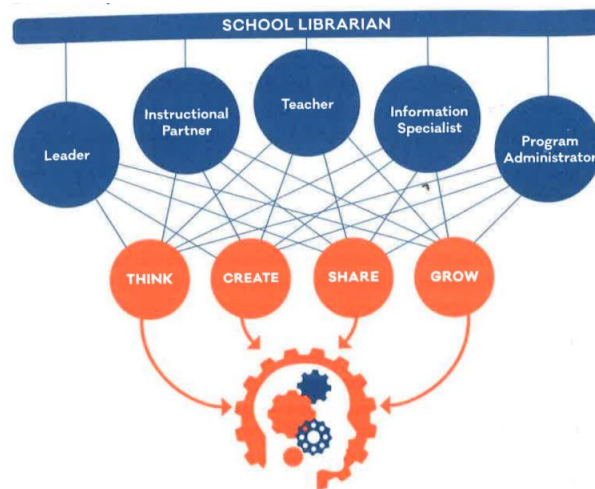 SCHOOL LIBRARIAN
Leader
Instructional
Partner
Teacher
Information
Specialist
Program
Administrator
THINK
CREATE
SHARE
GROW